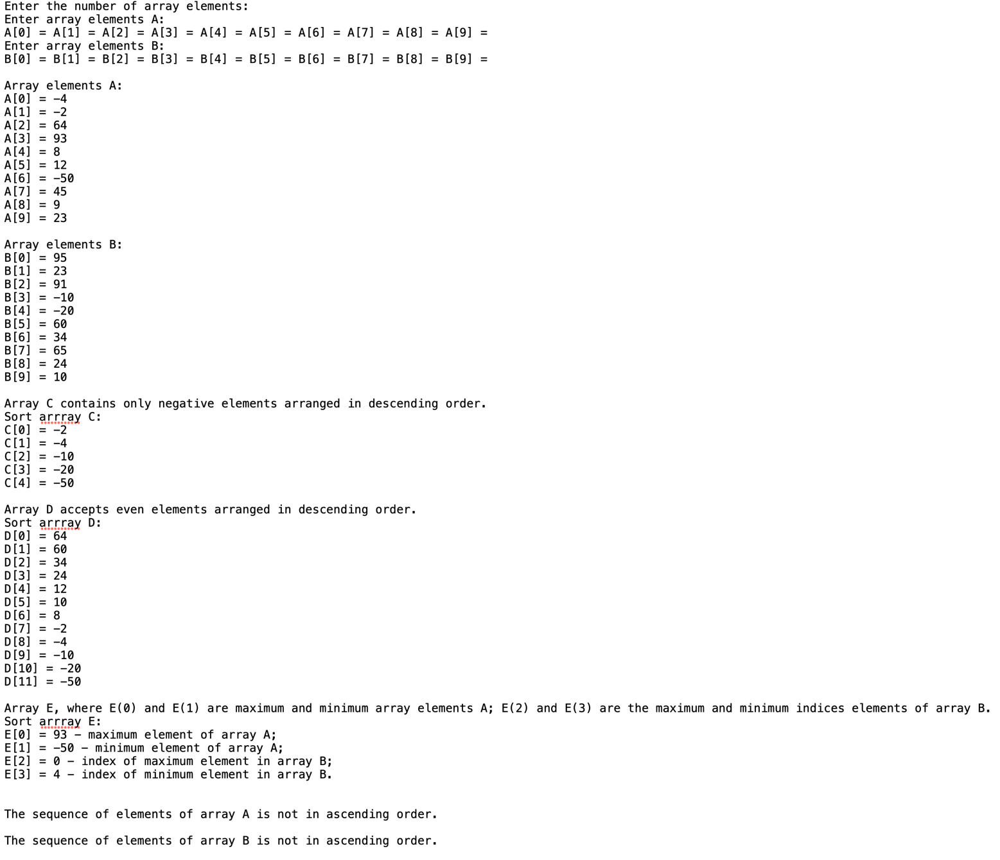 Enter the number of array elements:
Enter array elements A:
A[0] = A[1] = A[2] = A[3] = A[4] = A[5] = A[6] = A[7] = A[8] = A[9] =
Enter array elements B:
B[0] = B[1] = B[2] = B[3] = B[4] = B[5] = B[6] = B[7] = B[8] = B[9] =
Array elements A:
A[0] = −4
A[1] = −2
A[2] = 64
A[3] = 93
A[4] = 8
A[5] = 12
A[6] = −50
A[7] = 45
A[8] = 9
A[9] = 23
Array elements B:
B[0] = 95
B[1] = 23
B[2] = 91
B[3] = −10
B[4] = −20
B[5] = 60
B[6] = 34
B[7] = 65
B[8] = 24
B[9] = 10
Array C contains only negative elements arranged in descending order.
Sort arrray C:
C[0] = −2
C[1] = −4
C[2] = −10
C[3] = −20
C[4] = −50
Array D accepts even elements arranged in descending order.
Sort arrray D:
D[0] = 64
D[1] = 60
D[2] = 34
D[3] = 24
D[4] = 12
D[5] = 10
D[6] = 8
D[7] = −2
D[8] = −4
D[9] = −10
D[10] = −20
D[11] = −50
Array E, where E(0) and E(1) are maximum and minimum array elements A; E(2) and E(3) are the maximum and minimum indices elements of array B.
Sort arrray E:
E[0] = 93 − maximum element of array A;
E[1] = −50 − minimum element of array A;
E[2] = 0 − index of maximum element in array B;
E[3] = 4 − index of minimum element in array B.
The sequence of elements of array A is not in ascending order.
The sequence of elements of array B is not in ascending order.